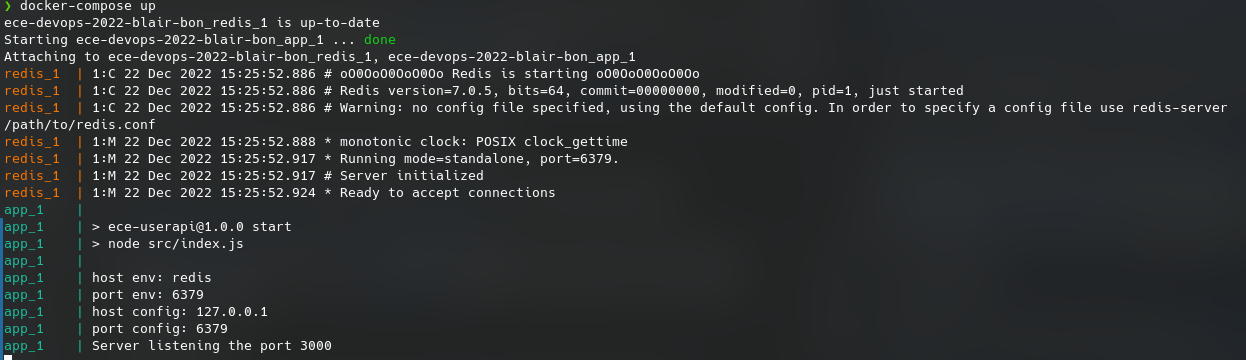 ❯ docker-compose up
ece-devops-2022-blair-bon_redis_1 is up-to-date
Starting ece-devops-2022-blair-bon_app_1 ... done
Attaching to ece-devops-2022-blair-bon_redis_1, ece-devops-2022-blair-bon_app_1
redis_1  | 1:C 22 Dec 2022 15:25:52.886 # oO0OoO0OoO0Oo Redis is starting oO0OoO0OoO0Oo
redis_1  | 1:C 22 Dec 2022 15:25:52.886 # Redis version=7.0.5, bits=64, commit=00000000, modified=0, pid=1, just started
redis_1  | 1:C 22 Dec 2022 15:25:52.886 # Warning: no config file specified, using the default config. In order to specify a config file use redis-server
/path/to/redis.conf
redis_1  | 1:M 22 Dec 2022 15:25:52.888 * monotonic clock: POSIX clock_gettime
redis_1  | 1:M 22 Dec 2022 15:25:52.917 * Running mode=standalone, port=6379.
redis_1  | 1:M 22 Dec 2022 15:25:52.917 # Server initialized
redis_1  | 1:M 22 Dec 2022 15:25:52.924 * Ready to accept connections
app_1    |
app_1    | > ece-userapi@1.0.0 start
app_1    | > node src/index.js
app_1    |
app_1    | host env: redis
app_1    | port env: 6379
app_1    | host config: 127.0.0.1
app_1    | port config: 6379
app_1    | Server listening the port 3000